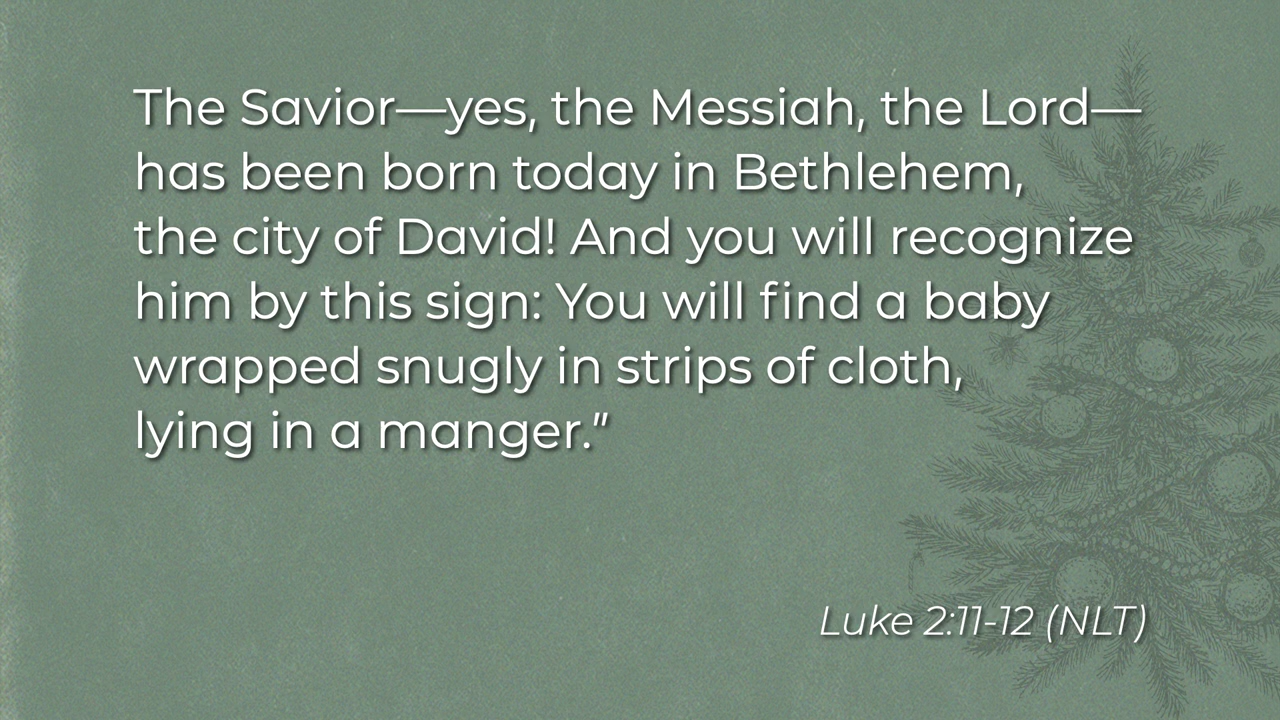 The Savior—yes, the Messiah, the Lord—
has been born today in Bethlehem,
the city of David! And you will recognize
him by this sign: You will find a baby
wrapped snugly in strips of cloth,
lying in a manger.”
Luke 2:11-12 (NLT)